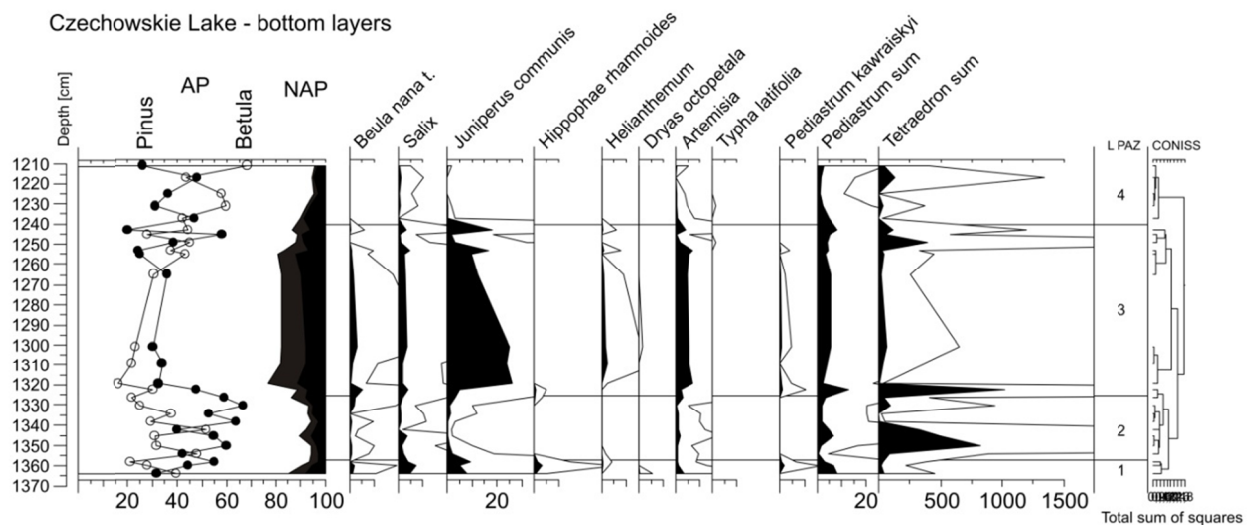 Czechowskie Lake - bottom layers
Depth [cm]
Pinus
AP
Betula
NAP
Beula nana t.
Salix
Juniperus communis
Hippophae rhamnoides
Helianthemum
Dryas octopetala
Artemisia
Typha latifolia
Pediastrum kawraiskyi
Pediastrum sum
Tetraedron sum
L PAZ
CONISS
1210
1220
1230
1240
1250
1260
1270
1280
1290
1300
1310
1320
1330
1340
1350
1360
1370
4
3
2
1
20 40 60 80 100 20 20 500 1000 1500
Total sum of squares